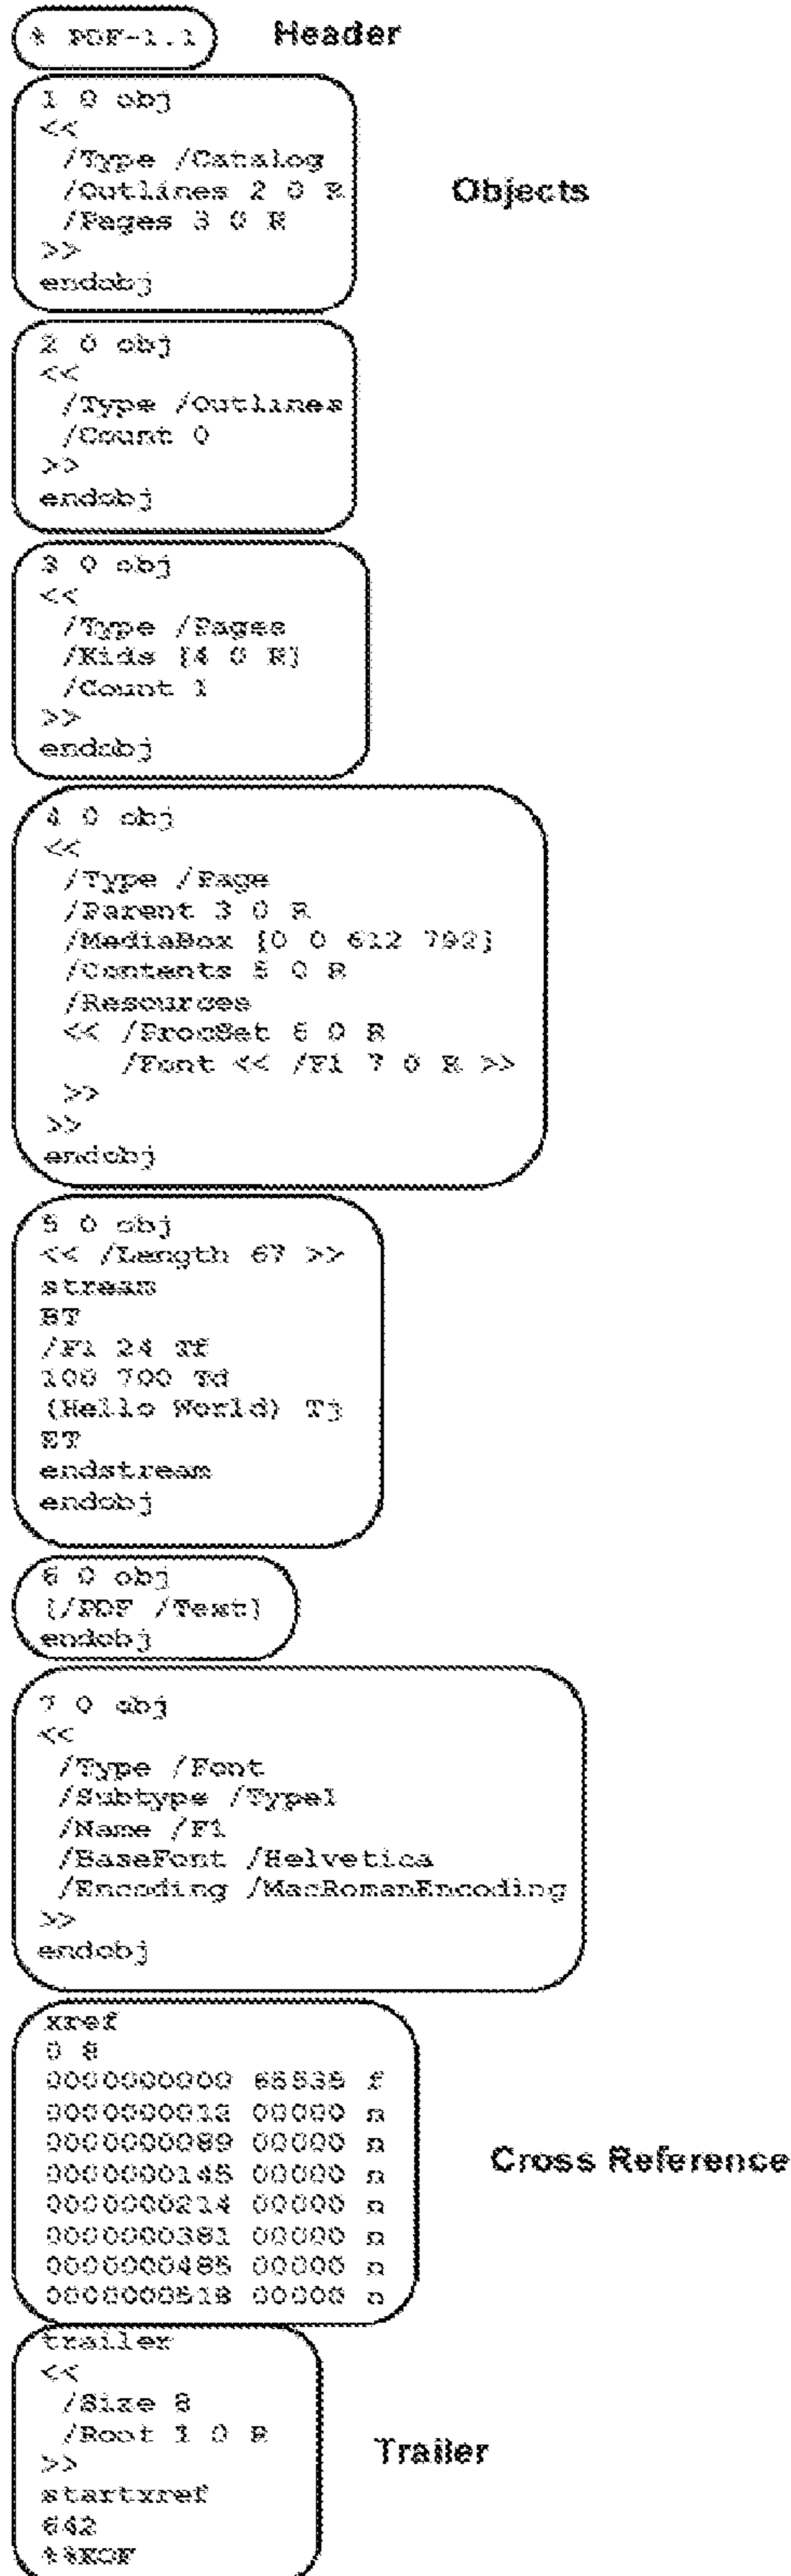 % PDF-1.1
Header
1 0 obj
<<
/Type /Catalog
/Outlines 2 0 R
/Pages 3 0 R
>>
endobj
Objects
2 0 obj
<<
/Type /Outlines
/Count 0
>>
endobj
3 0 obj
<<
/Type /Pages
/Kids [4 0 R]
/Count 1
>>
endobj
4 0 obj
<<
/Type /Page
/Parent 3 0 R
/MediaBox [0 0 612 792]
/Contents 5 0 R
/Resources
<< /ProcSet 6 0 R
/Font << /F1 7 0 R >>
>>
>>
endobj
5 0 obj
<< /Length 67 >>
stream
BT
/F1 24 Tf
100 700 Td
(Hello World) Tj
ET
endstream
endobj
6 0 obj
[/PDF /Text]
endobj
7 0 obj
<<
/Type /Font
/Subtype /Type1
/Name /F1
/BaseFont /Helvetica
/Encoding /MacRomanEncoding
>>
endobj
xref
0 8
0000000000 65535 f
0000000012 00000 n
0000000089 00000 n
0000000145 00000 n
0000000214 00000 n
0000000381 00000 n
0000000485 00000 n
0000000518 00000 n
Cross Reference
trailer
<<
/Size 8
/Root 1 0 R
>>
startxref
642
%%EOF
Trailer